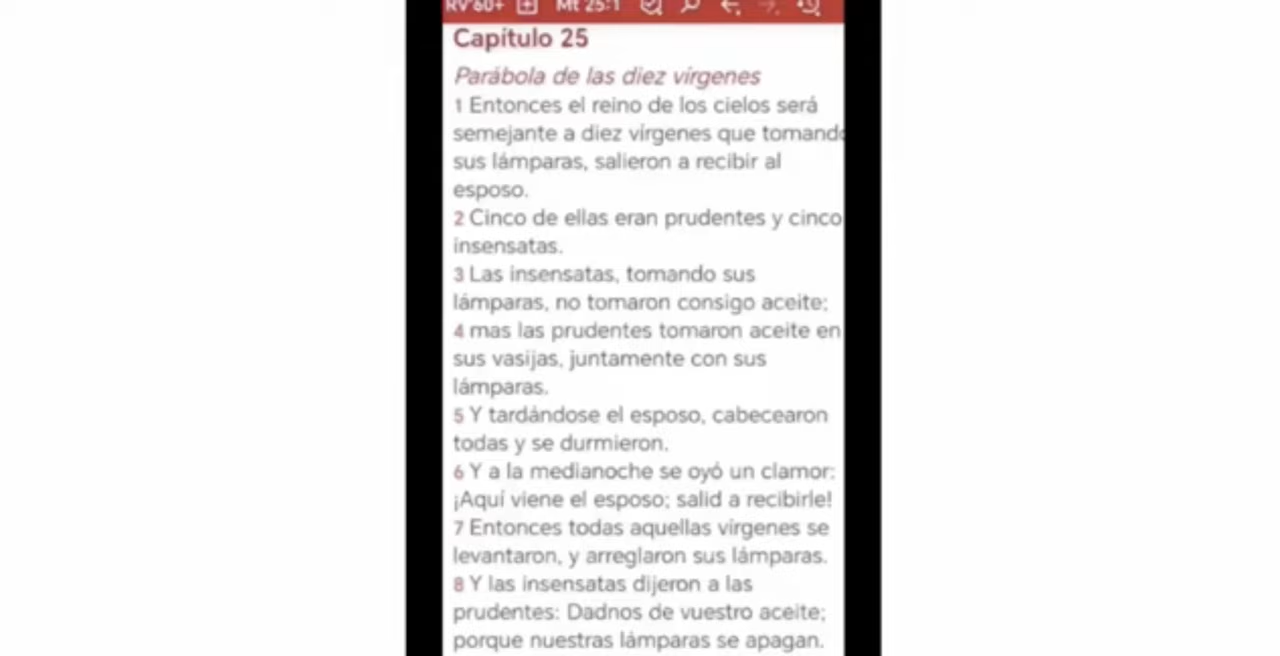 RV'60+ Mt 25:1
Capítulo 25
Parábola de las diez vírgenes
1 Entonces el reino de los cielos será
semejante a diez vírgenes que tomando
sus lámparas, salieron a recibir al
esposo.
2 Cinco de ellas eran prudentes y cinco
insensatas.
3 Las insensatas, tomando sus
lámparas, no tomaron consigo aceite;
4 mas las prudentes tomaron aceite en
sus vasijas, juntamente con sus
lámparas.
5 Y tardándose el esposo, cabecearon
todas y se durmieron.
6 Y a la medianoche se oyó un clamor:
¡Aquí viene el esposo; salid a recibirle!
7 Entonces todas aquellas vírgenes se
levantaron, y arreglaron sus lámparas.
8 Y las insensatas dijeron a las
prudentes: Dadnos de vuestro aceite;
porque nuestras lámparas se apagan.